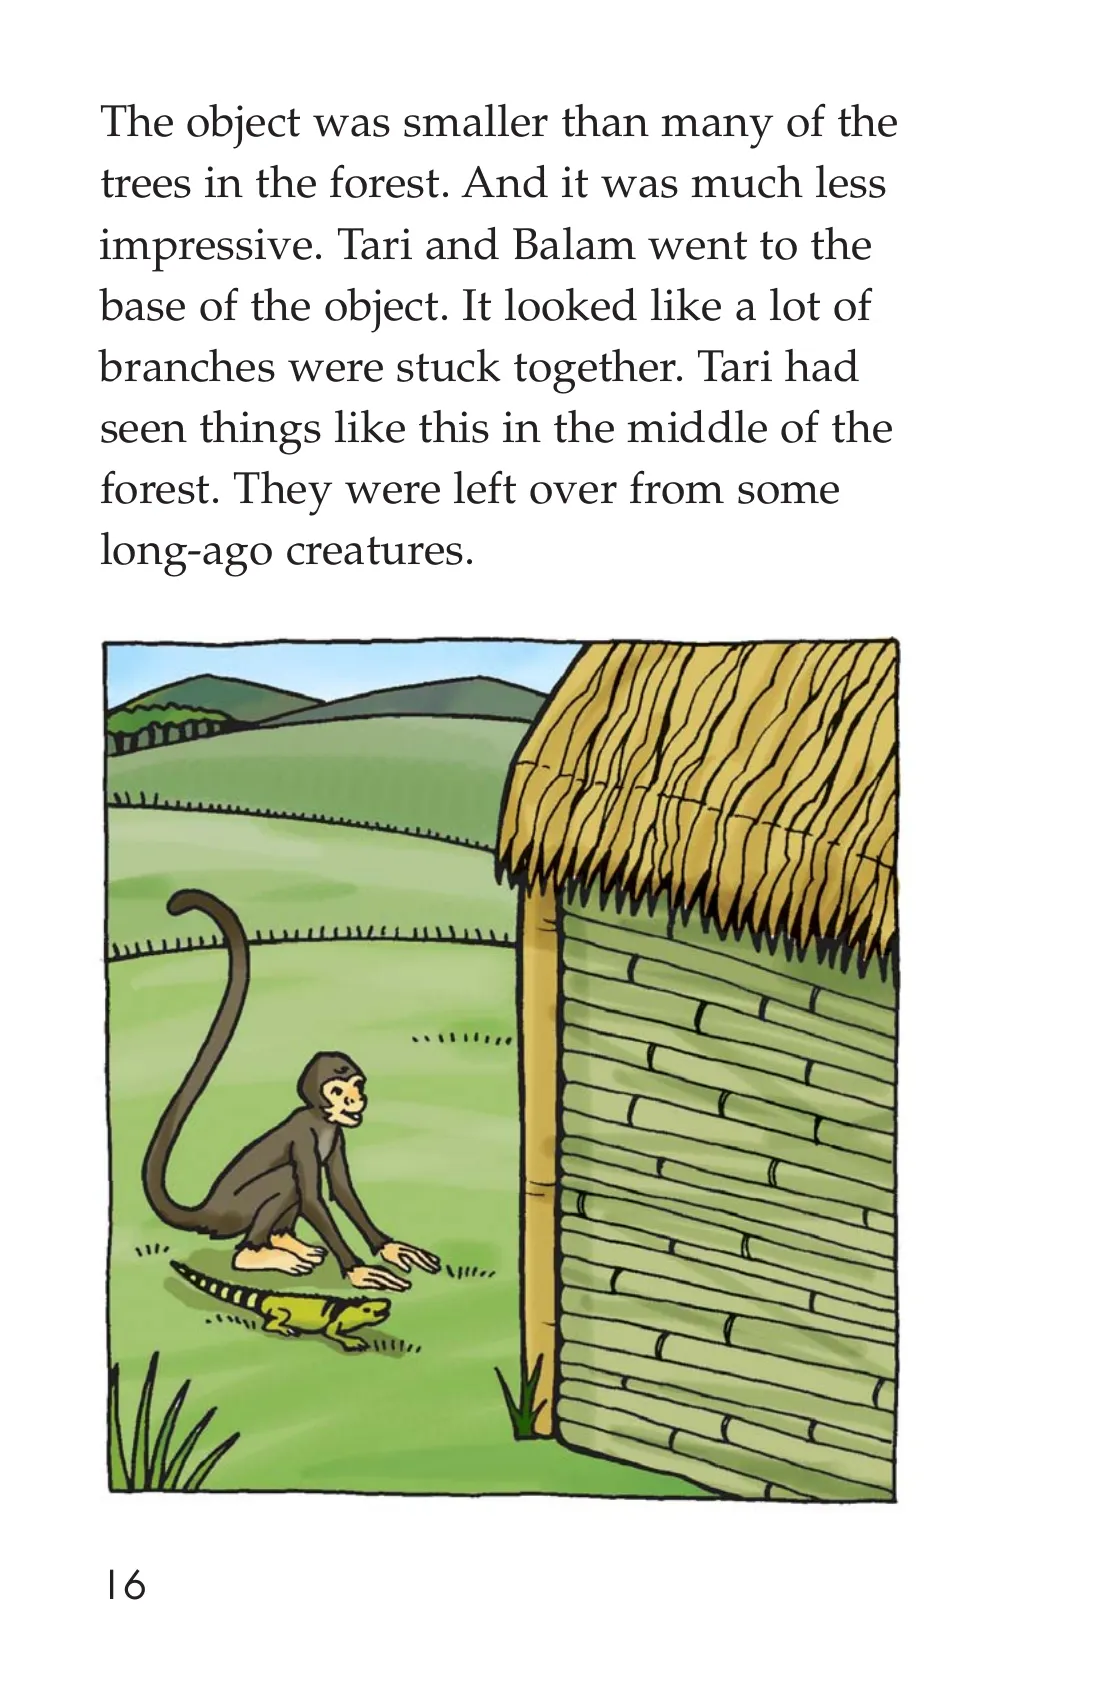 The object was smaller than many of the
trees in the forest. And it was much less
impressive. Tari and Balam went to the
base of the object. It looked like a lot of
branches were stuck together. Tari had
seen things like this in the middle of the
forest. They were left over from some
long-ago creatures.
16